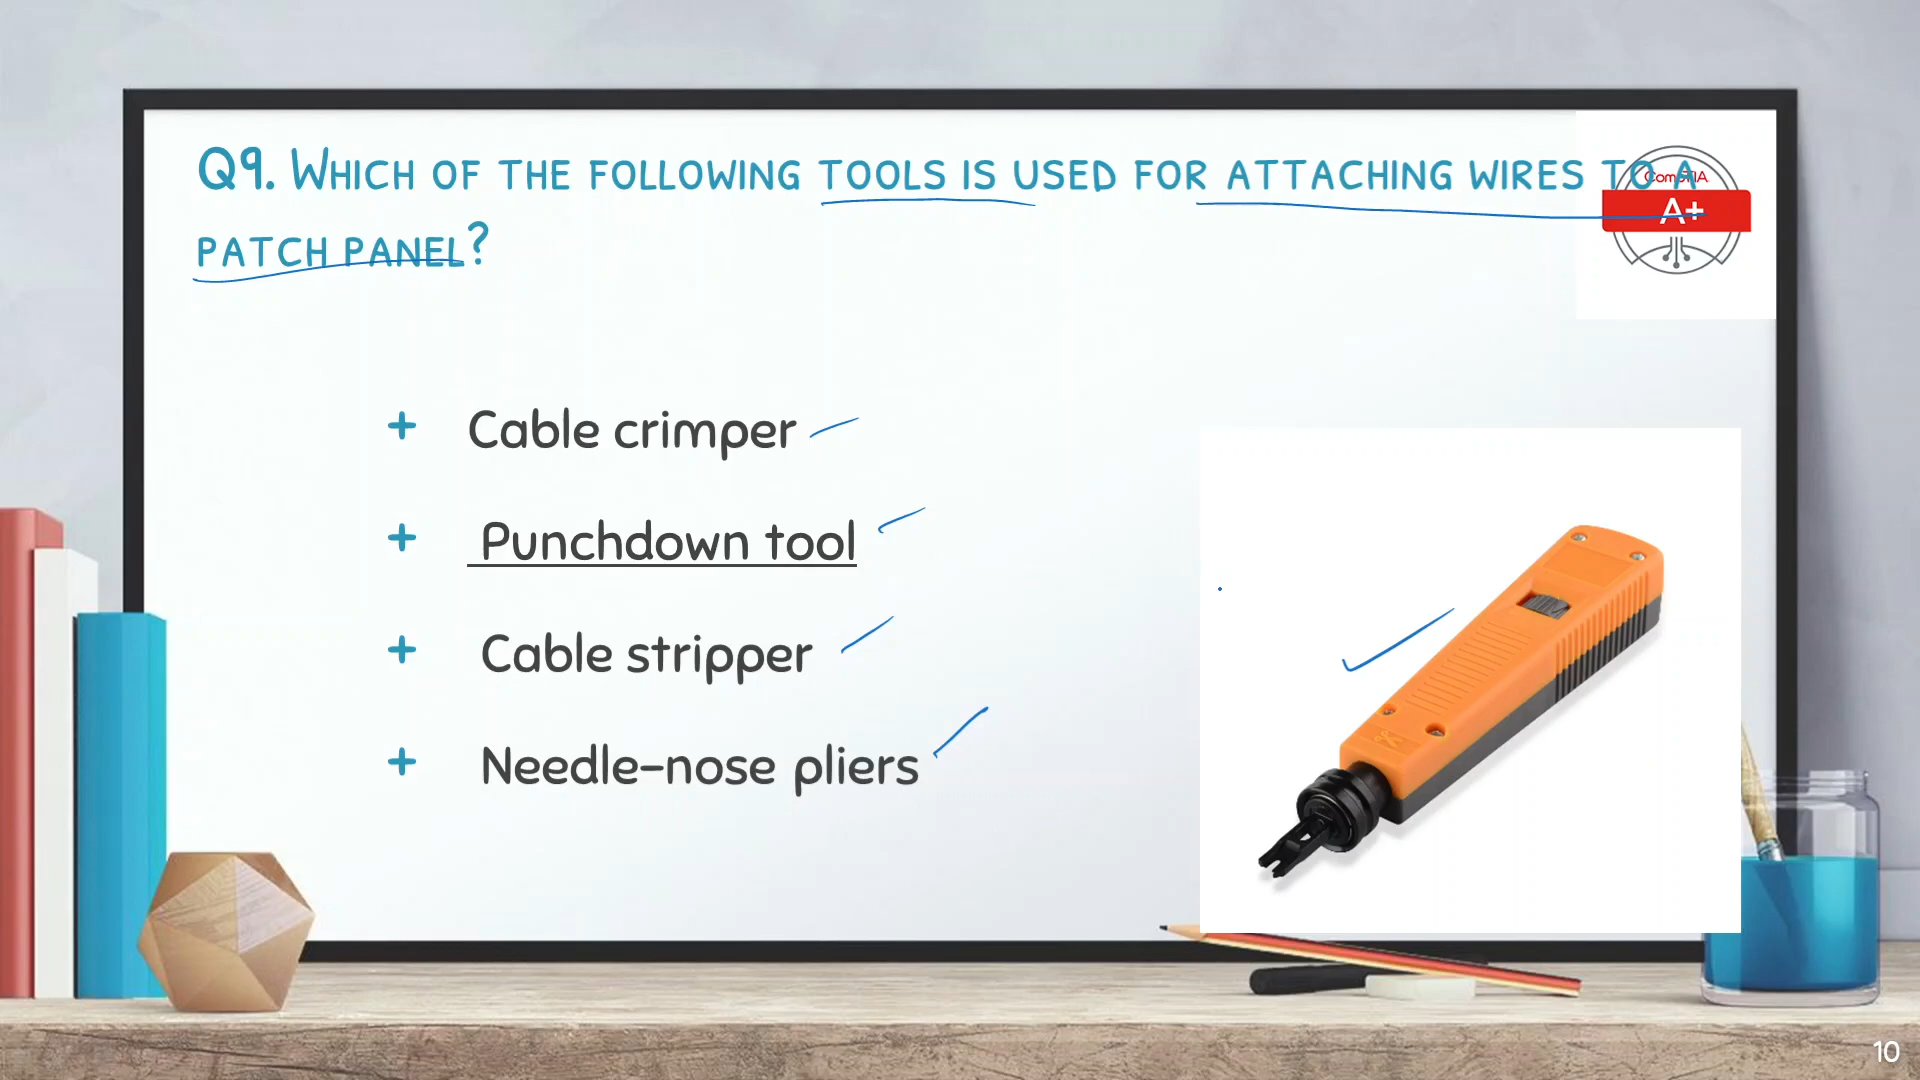 Q9. Which of the following tools is used for attaching wires to a
patch panel?
CompTIA
A+
+ Cable crimper
+ Punchdown tool
+ Cable stripper
+ Needle-nose pliers
10